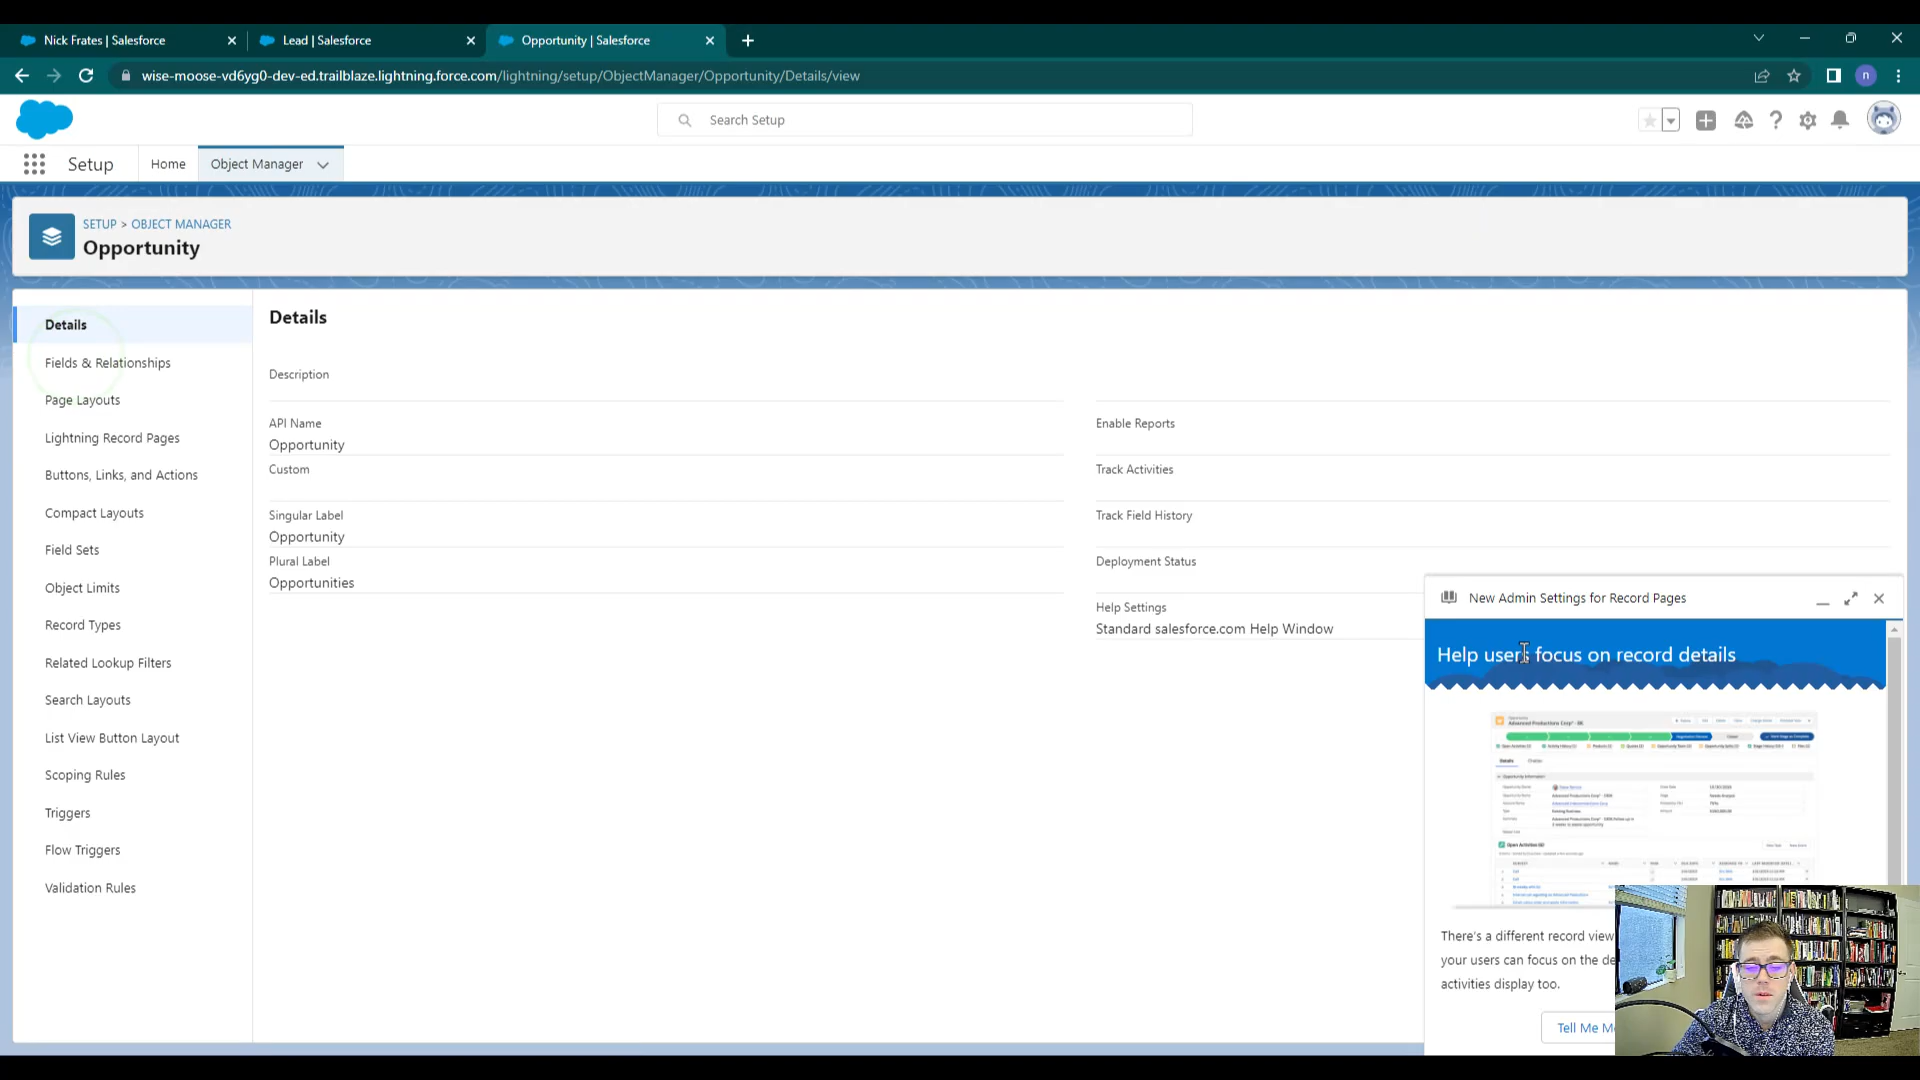 Nick Frates | Salesforce
Lead | Salesforce
Opportunity | Salesforce
wise-moose-vd6yg0-dev-ed.trailblaze.lightning.force.com/lightning/setup/ObjectManager/Opportunity/Details/view
n
Search Setup
Setup
Home
Object Manager
SETUP > OBJECT MANAGER
Opportunity
Details
Fields & Relationships
Page Layouts
Lightning Record Pages
Buttons, Links, and Actions
Compact Layouts
Field Sets
Object Limits
Record Types
Related Lookup Filters
Search Layouts
List View Button Layout
Scoping Rules
Triggers
Flow Triggers
Validation Rules
Details
Description
API Name
Opportunity
Custom
Singular Label
Opportunity
Plural Label
Opportunities
Enable Reports
Track Activities
Track Field History
Deployment Status
Help Settings
Standard salesforce.com Help Window
New Admin Settings for Record Pages
Help users focus on record details
There's a different record view
your users can focus on the de
activities display too.
Tell Me M